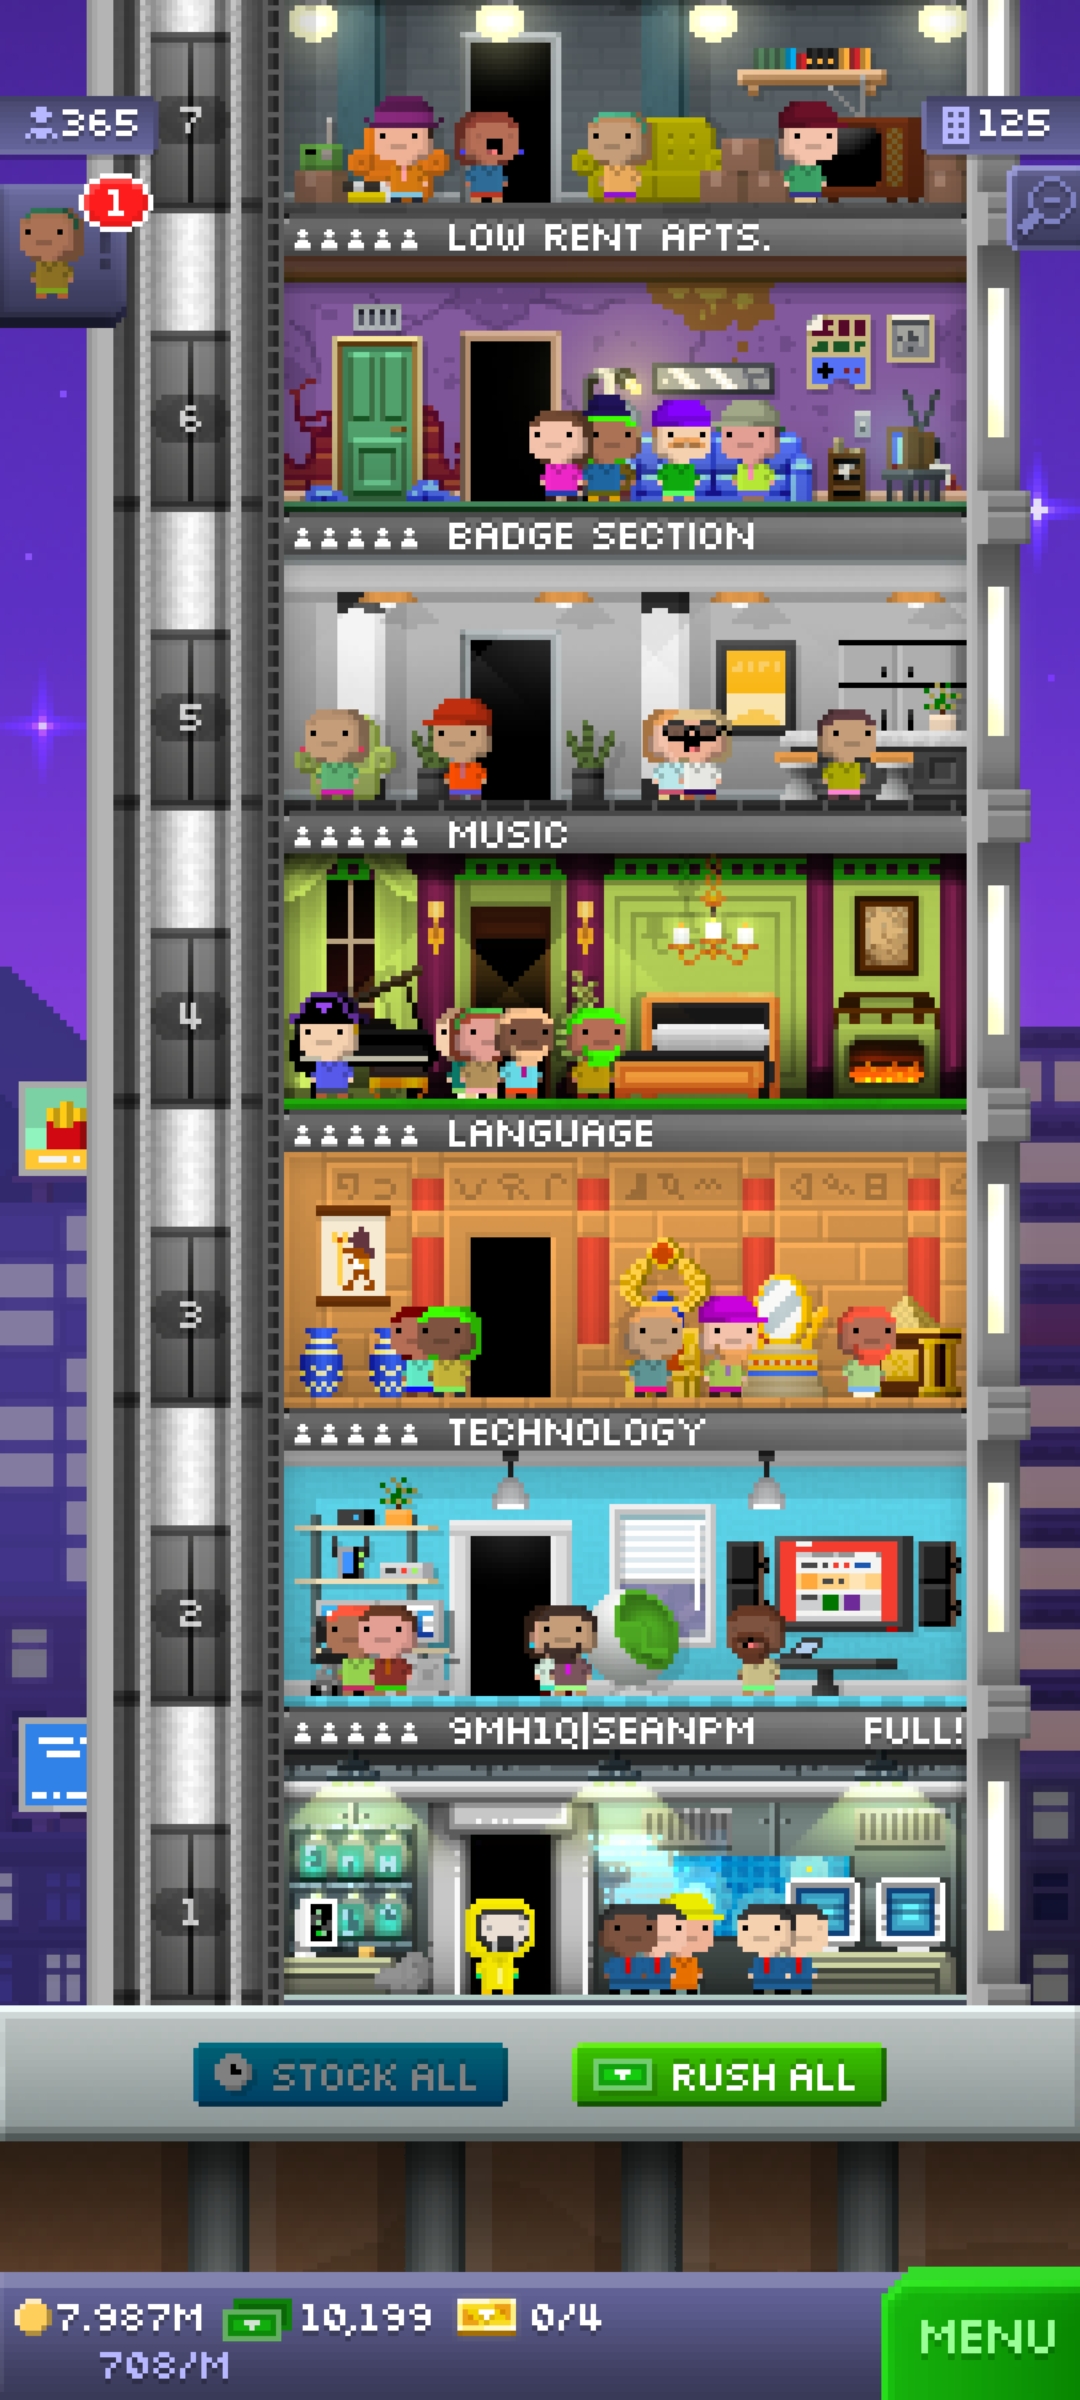 7
365
125
1
LOW RENT APTS.
6
BADGE SECTION
5
MUSIC
4
LANGUAGE
3
TECHNOLOGY
2
9MH1Q|SEANPM FULL!
1
STOCK ALL
RUSH ALL
7.987M 10,199 0/4
708/M
MENU